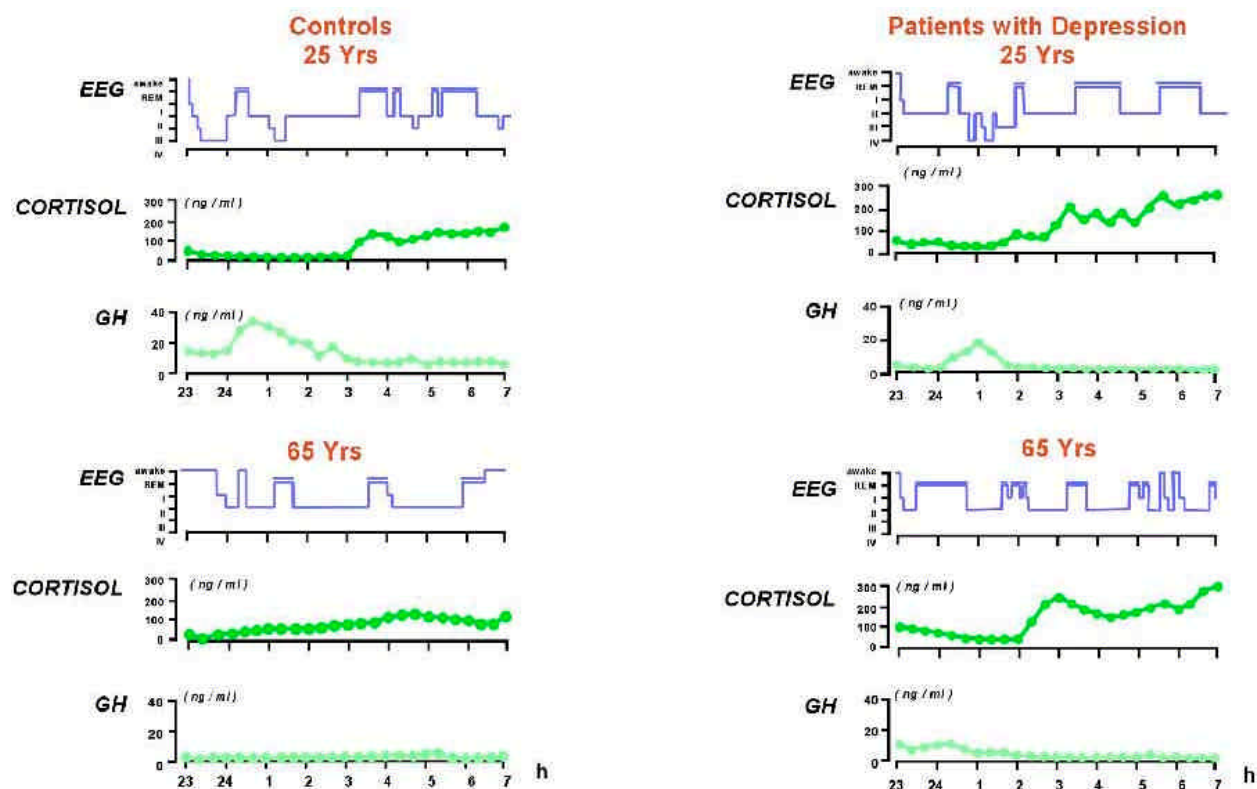 Controls
25 Yrs
EEG
awake
REM
I
II
III
IV
CORTISOL
(ng/ml)
300
200
100
0
GH
(ng/ml)
40
20
0
23 24 1 2 3 4 5 6 7
65 Yrs
EEG
awake
REM
I
II
III
IV
CORTISOL
(ng/ml)
300
200
100
0
GH
(ng/ml)
40
20
0
23 24 1 2 3 4 5 6 7 h
Patients with Depression
25 Yrs
EEG
awake
REM
I
II
III
IV
CORTISOL
(ng/ml)
300
200
100
0
GH
(ng/ml)
40
20
0
23 24 1 2 3 4 5 6 7
65 Yrs
EEG
awake
REM
I
II
III
IV
CORTISOL
(ng/ml)
300
200
100
0
GH
(ng/ml)
40
20
0
23 24 1 2 3 4 5 6 7 h